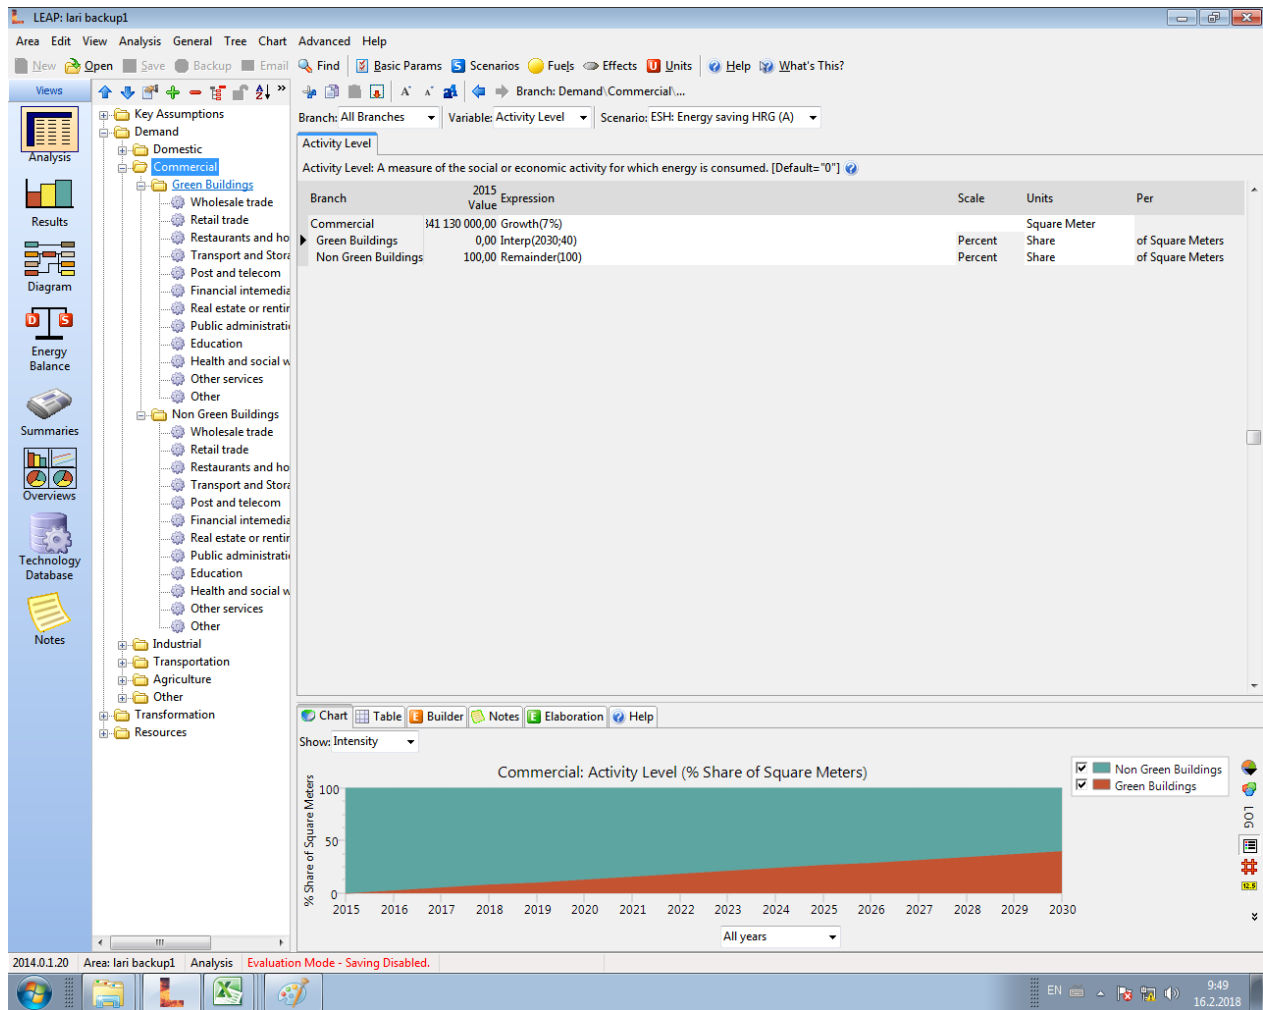 LEAP: lari backup1
Area Edit View Analysis General Tree Chart Advanced Help
New Open Save Backup Email Find Basic Params Scenarios Fuels Effects Units Help What's This?
Views
Branch: Demand\Commercial\...
Branch: All Branches Variable: Activity Level Scenario: ESH: Energy saving HRG (A)
Analysis
Results
Diagram
Energy
Balance
Summaries
Overviews
Technology
Database
Notes
Key Assumptions
Demand
Domestic
Commercial
Green Buildings
Wholesale trade
Retail trade
Restaurants and ho
Transport and Stora
Post and telecom
Financial intemedia
Real estate or rentir
Public administrati
Education
Health and social w
Other services
Other
Non Green Buildings
Wholesale trade
Retail trade
Restaurants and ho
Transport and Stora
Post and telecom
Financial intemedia
Real estate or rentir
Public administrati
Education
Health and social w
Other services
Other
Industrial
Transportation
Agriculture
Other
Transformation
Resources
Activity Level
Activity Level: A measure of the social or economic activity for which energy is consumed. [Default="0"]
Branch 2015 Value Expression Scale Units Per
Commercial 341 130 000,00 Growth(7%) Square Meter
Green Buildings 0,00 Interp(2030;40) Percent Share of Square Meters
Non Green Buildings 100,00 Remainder(100) Percent Share of Square Meters
Chart Table Builder Notes Elaboration Help
Show: Intensity
Commercial: Activity Level (% Share of Square Meters)
Non Green Buildings
Green Buildings
% Share of Square Meters
100
50
0
2015 2016 2017 2018 2019 2020 2021 2022 2023 2024 2025 2026 2027 2028 2029 2030
All years
LOG
12.5
2014.0.1.20 Area: lari backup1 Analysis Evaluation Mode - Saving Disabled.
EN
9:49
16.2.2018